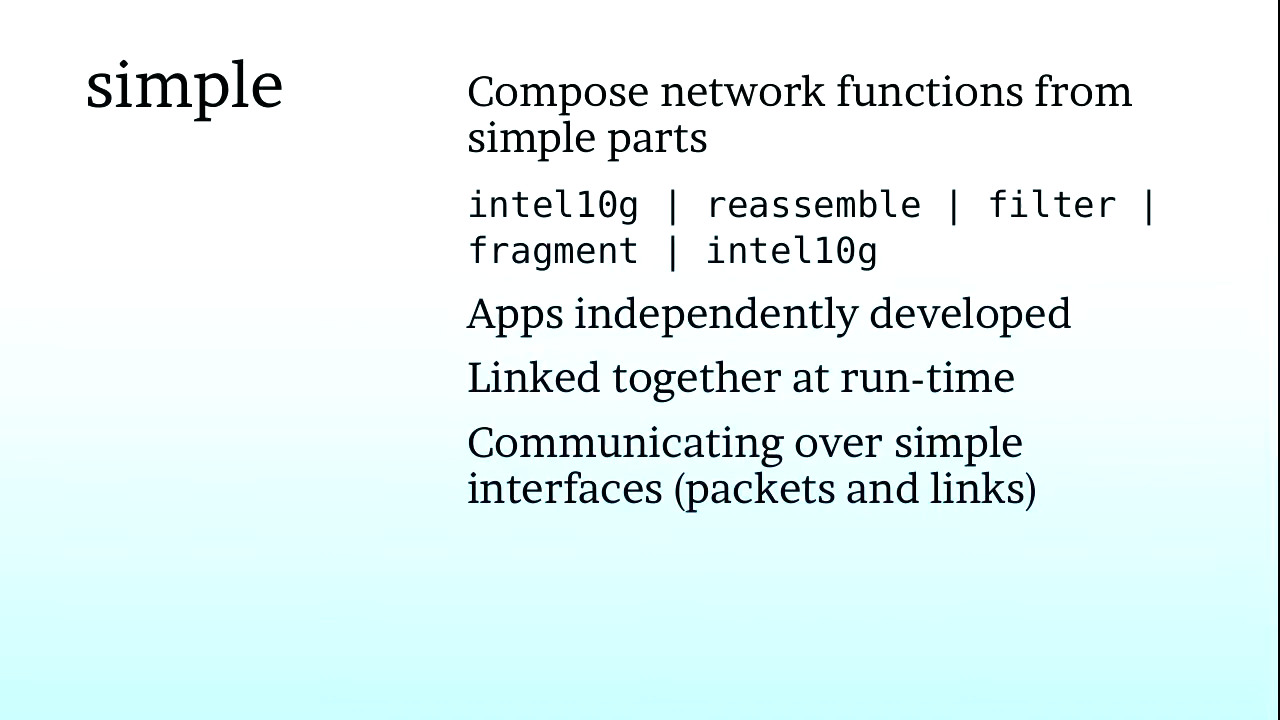 simple
Compose network functions from
simple parts
intel10g | reassemble | filter |
fragment | intel10g
Apps independently developed
Linked together at run-time
Communicating over simple
interfaces (packets and links)